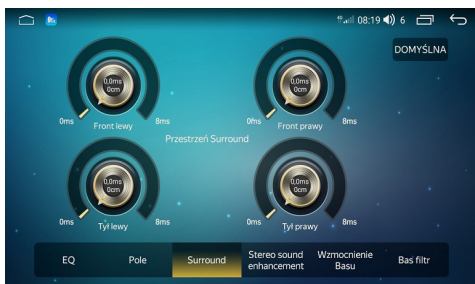 08:19 6
DOMYŚLNA
0,0ms
0cm
0ms Front lewy 8ms
0,0ms
0cm
0ms Front prawy 8ms
Przestrzeń Surround
0,0ms
0cm
0ms Tył lewy 8ms
0,0ms
0cm
0ms Tył prawy 8ms
EQ
Pole
Surround
Stereo sound
enhancement
Wzmocnienie
Basu
Bas filtr